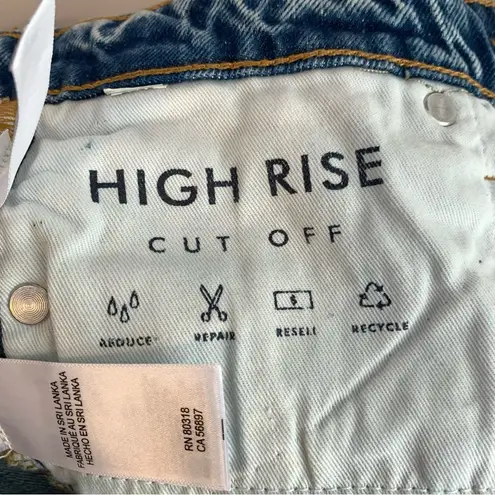 HIGH RISE
CUT OFF
REDUCE REPAIR RESELL RECYCLE
MADE IN SRI LANKA
FABRIQUÉ AU SRI LANKA
HECHO EN SRI LANKA
RN 80318
CA 56897